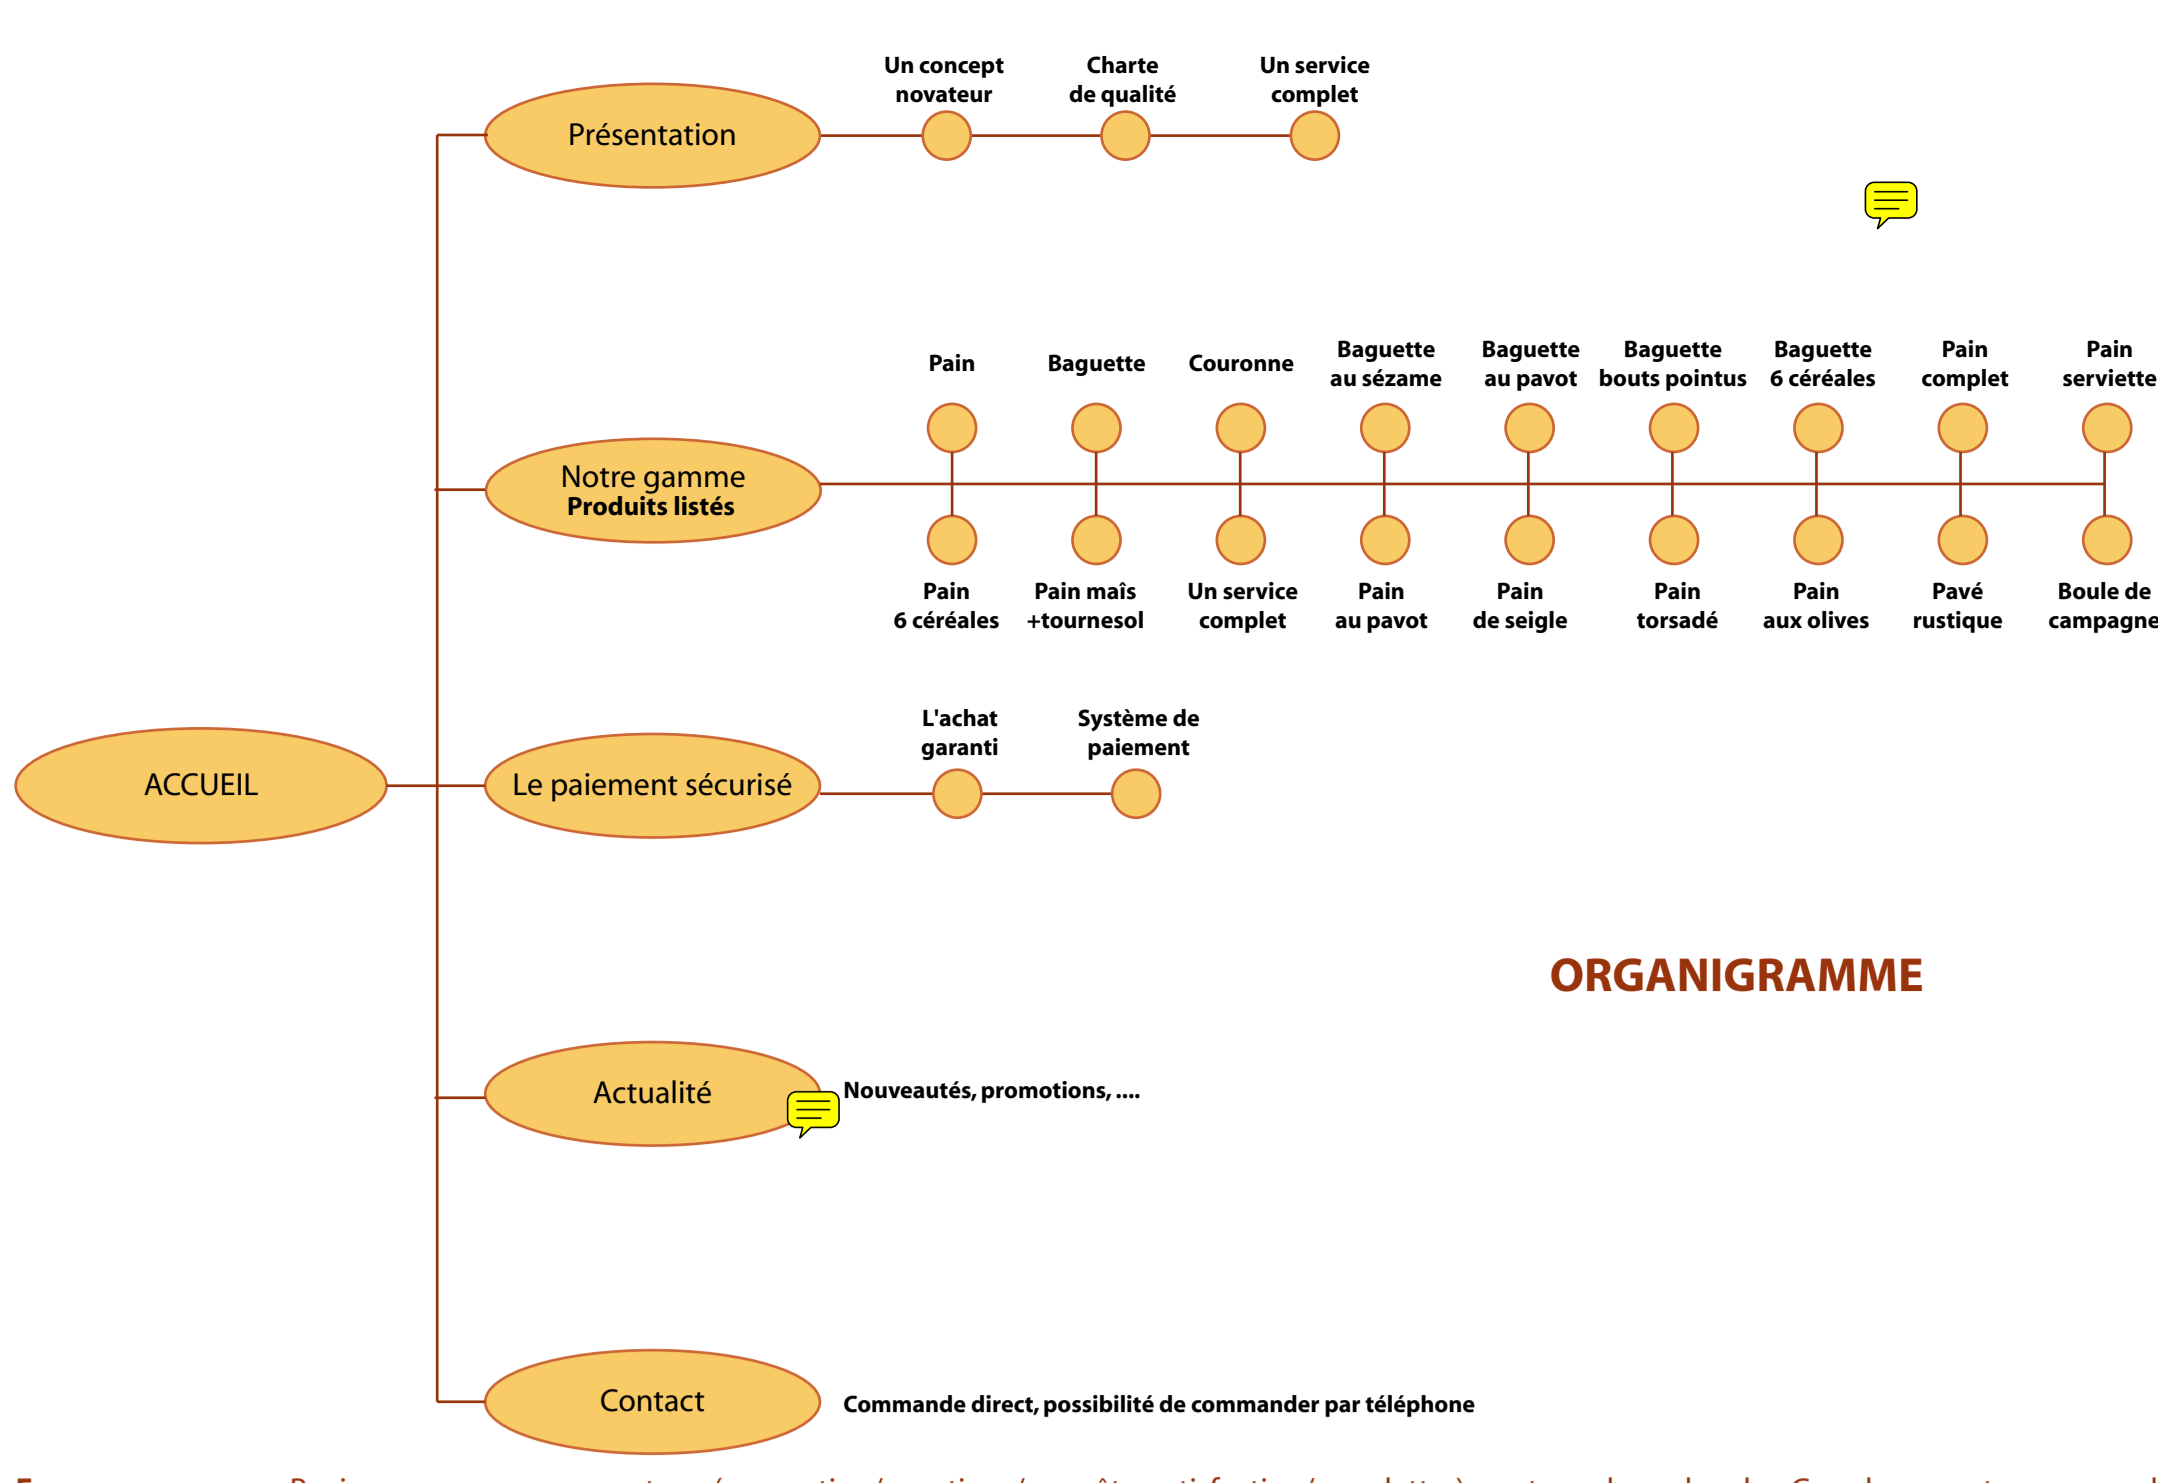 Un concept
novateur
Charte
de qualité
Un service
complet
Présentation
Pain
Baguette
Couronne
Baguette
au sézame
Baguette
au pavot
Baguette
bouts pointus
Baguette
6 céréales
Pain
complet
Pain
serviette
Notre gamme
Produits listés
Pain
6 céréales
Pain maîs
+tournesol
Un service
complet
Pain
au pavot
Pain
de seigle
Pain
torsadé
Pain
aux olives
Pavé
rustique
Boule de
campagne
L'achat
garanti
Système de
paiement
ACCUEIL
Le paiement sécurisé
ORGANIGRAMME
Actualité
Nouveautés, promotions, ....
Contact
Commande direct, possibilité de commander par téléphone